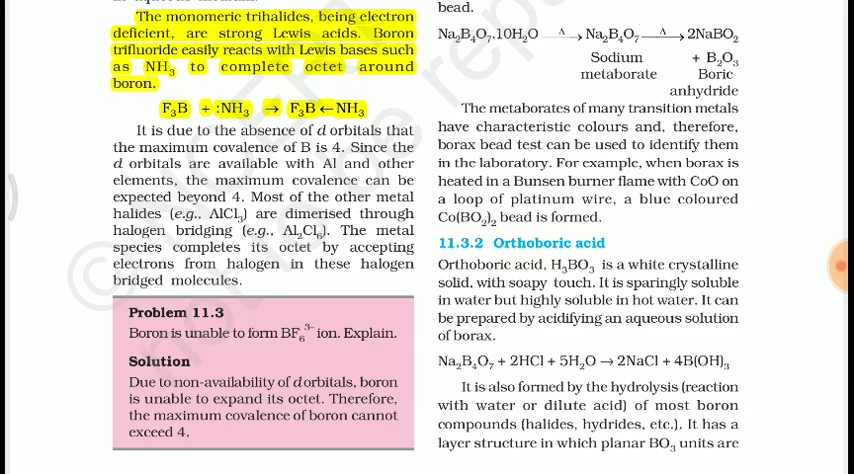 The monomeric trihalides, being electron
deficient, are strong Lewis acids. Boron
trifluoride easily reacts with Lewis bases such
as NH₃ to complete octet around
boron.
F₃B + :NH₃ → F₃B ← NH₃
It is due to the absence of d orbitals that
the maximum covalence of B is 4. Since the
d orbitals are available with Al and other
elements, the maximum covalence can be
expected beyond 4. Most of the other metal
halides (e.g., AlCl₃) are dimerised through
halogen bridging (e.g., Al₂Cl₆). The metal
species completes its octet by accepting
electrons from halogen in these halogen
bridged molecules.
Problem 11.3
Boron is unable to form BF₆³⁻ ion. Explain.
Solution
Due to non-availability of d orbitals, boron
is unable to expand its octet. Therefore,
the maximum covalence of boron cannot
exceed 4.
bead.
Na₂B₄O₇.10H₂O —Δ→ Na₂B₄O₇ —Δ→ 2NaBO₂
Sodium + B₂O₃
metaborate Boric
anhydride
The metaborates of many transition metals
have characteristic colours and, therefore,
borax bead test can be used to identify them
in the laboratory. For example, when borax is
heated in a Bunsen burner flame with CoO on
a loop of platinum wire, a blue coloured
Co(BO₂)₂ bead is formed.
11.3.2 Orthoboric acid
Orthoboric acid, H₃BO₃ is a white crystalline
solid, with soapy touch. It is sparingly soluble
in water but highly soluble in hot water. It can
be prepared by acidifying an aqueous solution
of borax.
Na₂B₄O₇ + 2HCl + 5H₂O → 2NaCl + 4B(OH)₃
It is also formed by the hydrolysis (reaction
with water or dilute acid) of most boron
compounds (halides, hydrides, etc.). It has a
layer structure in which planar BO₃ units are